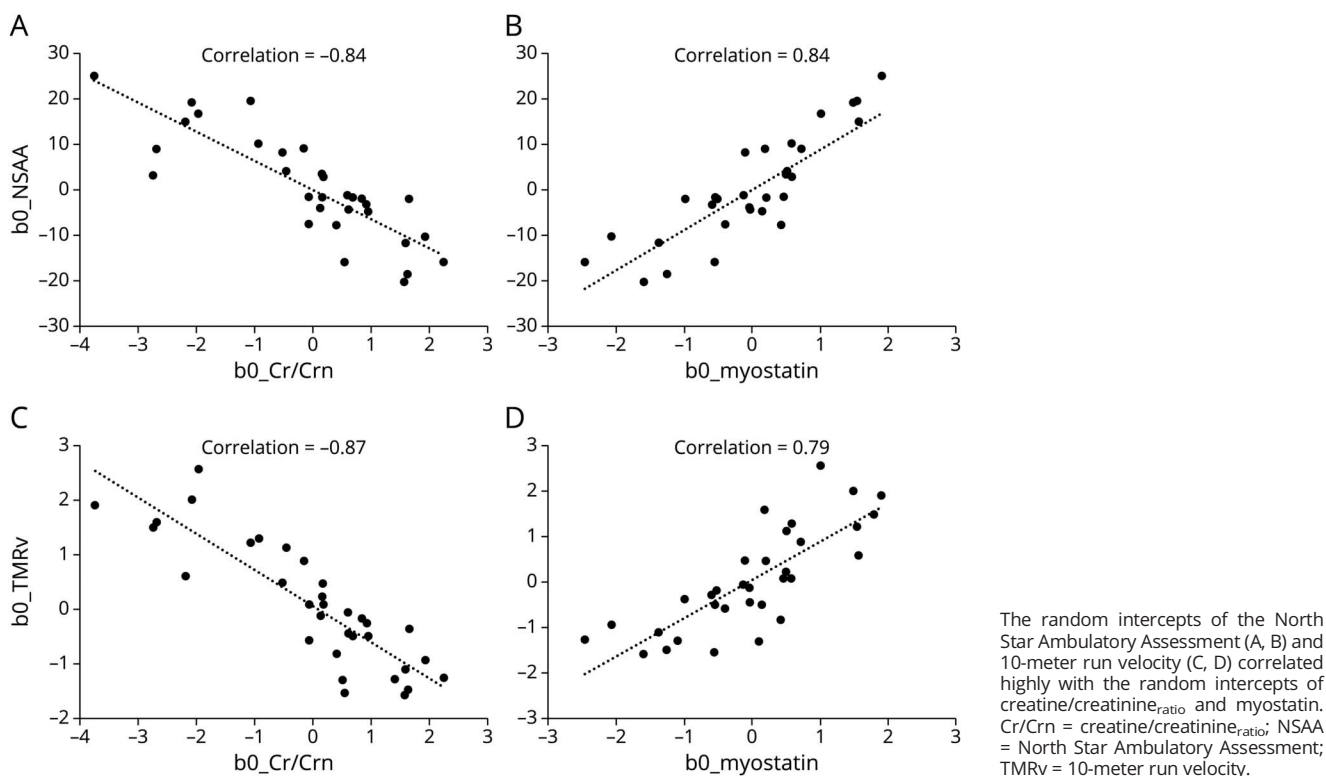 A
Correlation = –0.84
30
20
10
0
–10
–20
–30
b0_NSAA
–4 –3 –2 –1 0 1 2 3
b0_Cr/Crn
B
Correlation = 0.84
30
20
10
0
–10
–20
–30
–3 –2 –1 0 1 2 3
b0_myostatin
C
Correlation = –0.87
3
2
1
0
–1
–2
b0_TMRv
–4 –3 –2 –1 0 1 2 3
b0_Cr/Crn
D
Correlation = 0.79
3
2
1
0
–1
–2
–3
–3 –2 –1 0 1 2 3
b0_myostatin
The random intercepts of the North
Star Ambulatory Assessment (A, B) and
10-meter run velocity (C, D) correlated
highly with the random intercepts of
creatine/creatinineratio and myostatin.
Cr/Crn = creatine/creatinineratio; NSAA
= North Star Ambulatory Assessment;
TMRv = 10-meter run velocity.